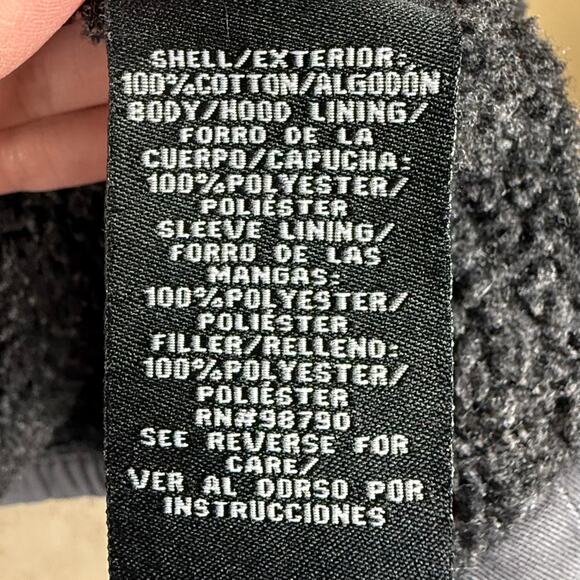 SHELL/EXTERIOR:
100%COTTON/ALGODÓN
BODY/HOOD LINING/
FORRO DE LA
CUERPO/CAPUCHA:
100%POLYESTER/
POLIÉSTER
SLEEVE LINING/
FORRO DE LAS
MANGAS:
100%POLYESTER/
POLIÉSTER
FILLER/RELLENO:
100%POLYESTER/
POLIÉSTER
RN#98790
SEE REVERSE FOR
CARE/
VER AL DORSO POR
INSTRUCCIONES